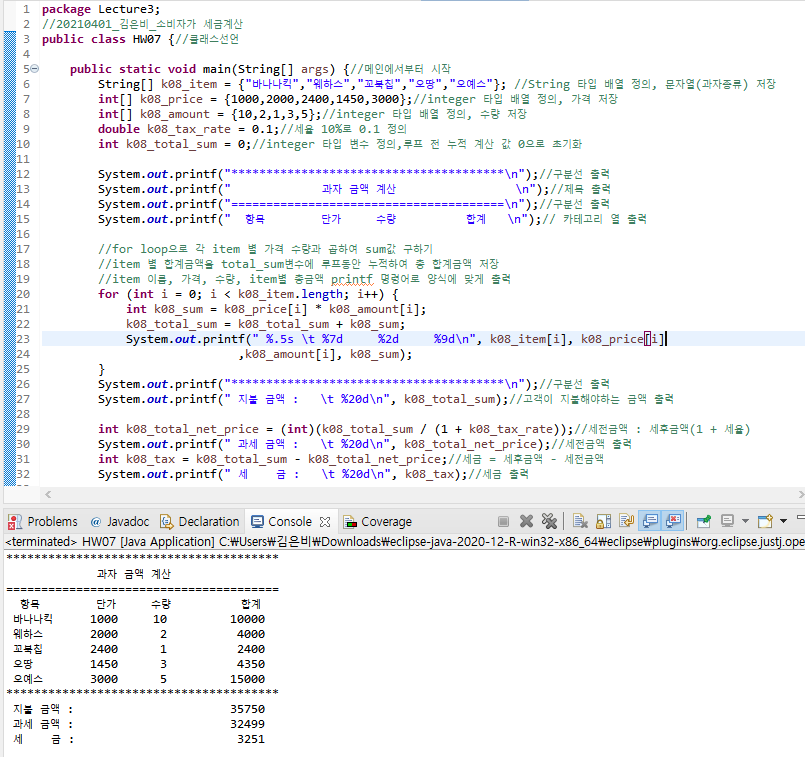 1 package Lecture3;
2 //20210401_김은비_소비자가 세금계산
3 public class HW07 {//클래스선언
4
5 public static void main(String[] args) {//메인에서부터 시작
6 String[] k08_item = {"바나나킥","웨하스","꼬북칩","오땅","오예스"}; //String 타입 배열 정의, 문자열(과자종류) 저장
7 int[] k08_price = {1000,2000,2400,1450,3000};//integer 타입 배열 정의, 가격 저장
8 int[] k08_amount = {10,2,1,3,5};//integer 타입 배열 정의, 수량 저장
9 double k08_tax_rate = 0.1;//세율 10%로 0.1 정의
10 int k08_total_sum = 0;//integer 타입 변수 정의,루프 전 누적 계산 값 0으로 초기화
11
12 System.out.printf("***************************************\n");//구분선 출력
13 System.out.printf("             과자 금액 계산                 \n");//제목 출력
14 System.out.printf("=======================================\n");//구분선 출력
15 System.out.printf("  항목        단가     수량          합계   \n");// 카테고리 열 출력
16
17 //for loop으로 각 item 별 가격 수량과 곱하여 sum값 구하기
18 //item 별 합계금액을 total_sum변수에 루프동안 누적하여 총 합계금액 저장
19 //item 이름, 가격, 수량, item별 총금액 printf 명령어로 양식에 맞게 출력
20 for (int i = 0; i < k08_item.length; i++) {
21 int k08_sum = k08_price[i] * k08_amount[i];
22 k08_total_sum = k08_total_sum + k08_sum;
23 System.out.printf(" %.5s \t %7d     %2d     %9d\n", k08_item[i], k08_price[i]
24 ,k08_amount[i], k08_sum);
25 }
26 System.out.printf("***************************************\n");//구분선 출력
27 System.out.printf(" 지불 금액 :   \t %20d\n", k08_total_sum);//고객이 지불해야하는 금액 출력
28
29 int k08_total_net_price = (int)(k08_total_sum / (1 + k08_tax_rate));//세전금액 : 세후금액(1 + 세율)
30 System.out.printf(" 과세 금액 :   \t %20d\n", k08_total_net_price);//세전금액 출력
31 int k08_tax = k08_total_sum - k08_total_net_price;//세금 = 세후금액 - 세전금액
32 System.out.printf(" 세    금 :   \t %20d\n", k08_tax);//세금 출력
Problems @ Javadoc Declaration Console Coverage
<terminated> HW07 [Java Application] C:₩Users₩김은비₩Downloads₩eclipse-java-2020-12-R-win32-x86_64₩eclipse₩plugins₩org.eclipse.justj.ope
***************************************
과자 금액 계산
=======================================
항목 단가 수량 합계
바나나킥 1000 10 10000
웨하스 2000 2 4000
꼬북칩 2400 1 2400
오땅 1450 3 4350
오예스 3000 5 15000
***************************************
지불 금액 : 35750
과세 금액 : 32499
세 금 : 3251